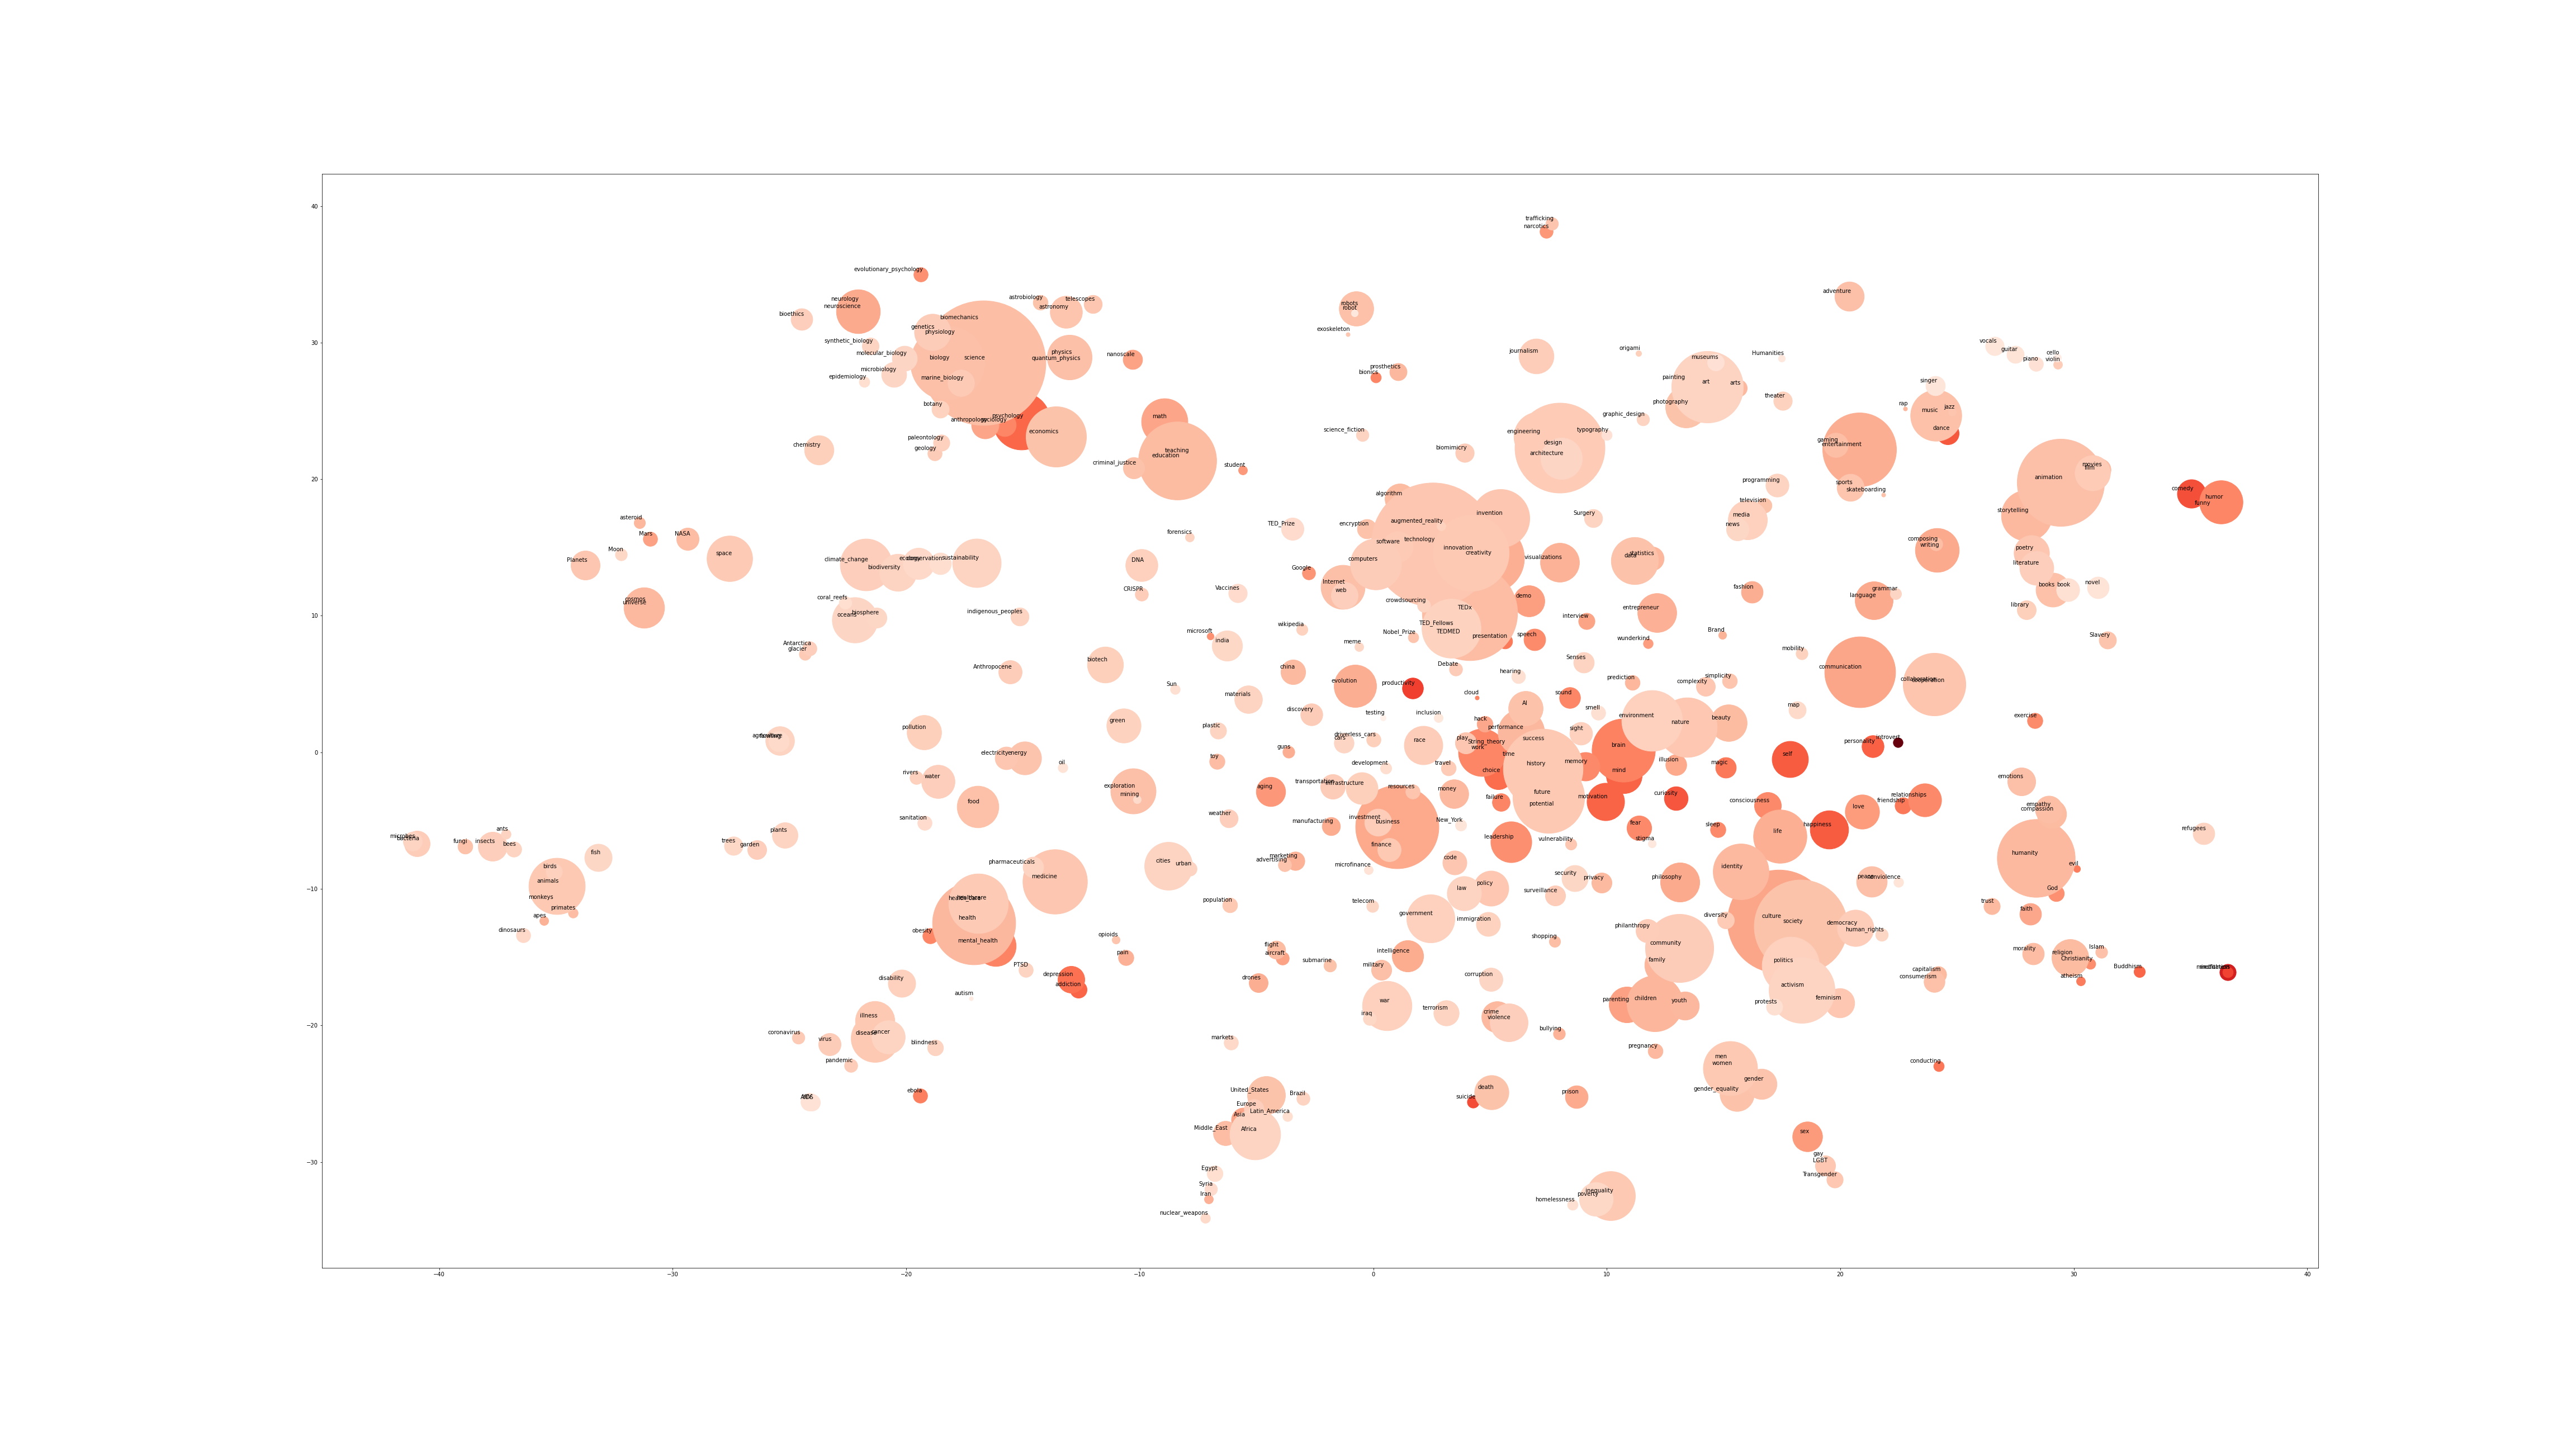 40
trafficking
narcotics
evolutionary_psychology
adventure
neurology
neuroscience
astrobiology
telescopes
astronomy
robots
robot
bioethics
biomechanics
genetics
physiology
exoskeleton
vocals
guitar
30
synthetic_biology
molecular_biology
biology
science
physics
quantum_physics
nanoscale
journalism
origami
museums
Humanities
piano
cello
violin
epidemiology
microbiology
marine_biology
bionics
prosthetics
painting
art
arts
singer
botany
anthropology
sociology
psychology
economics
math
photography
theater
rap
music
jazz
graphic_design
dance
chemistry
paleontology
geology
teaching
education
science_fiction
engineering
typography
design
architecture
biomimicry
gaming
entertainment
criminal_justice
student
movies
film
animation
20
programming
sports
skateboarding
comedy
humor
funny
algorithm
television
media
news
storytelling
asteroid
Mars
NASA
Moon
space
forensics
TED_Prize
encryption
augmented_reality
invention
Surgery
software
technology
innovation
creativity
composing
writing
poetry
literature
Planets
climate_change
ecology
conservation
sustainability
biodiversity
DNA
computers
visualizations
data
statistics
Google
Internet
web
CRISPR
Vaccines
fashion
grammar
language
books
book
novel
cosmos
universe
coral_reefs
oceans
biosphere
indigenous_peoples
crowdsourcing
TEDx
demo
entrepreneur
library
10
wikipedia
TED_Fellows
TEDMED
interview
microsoft
india
meme
Nobel_Prize
presentation
speech
wunderkind
Brand
Slavery
Antarctica
glacier
Anthropocene
biotech
china
Debate
Senses
mobility
communication
collaboration
cooperation
Sun
evolution
productivity
hearing
prediction
complexity
simplicity
materials
cloud
sound
discovery
testing
inclusion
AI
smell
map
pollution
green
plastic
hack
performance
sight
environment
nature
beauty
exercise
agriculture
driverless_cars
cars
race
play
String_theory
work
success
brain
personality
introvert
0
electricity
energy
oil
toy
guns
time
history
memory
illusion
magic
self
rivers
water
development
travel
choice
mind
exploration
mining
aging
transportation
infrastructure
resources
money
future
potential
failure
motivation
curiosity
consciousness
love
friendship
relationships
emotions
empathy
compassion
food
sanitation
weather
manufacturing
investment
business
New_York
fear
sleep
happiness
life
refugees
microbes
bacteria
fungi
insects
ants
bees
trees
garden
plants
leadership
vulnerability
stigma
birds
fish
pharmaceuticals
medicine
cities
urban
marketing
advertising
microfinance
finance
code
identity
humanity
evil
animals
security
privacy
philosophy
peace
nonviolence
−10
monkeys
primates
apes
health_care
healthcare
health
population
telecom
law
policy
surveillance
God
trust
faith
dinosaurs
obesity
mental_health
opioids
government
immigration
philanthropy
diversity
culture
society
democracy
human_rights
shopping
community
family
politics
pain
flight
aircraft
submarine
intelligence
military
morality
religion
Islam
Christianity
atheism
Buddhism
PTSD
depression
addiction
disability
autism
drones
corruption
capitalism
consumerism
activism
illness
war
iraq
terrorism
crime
violence
parenting
children
youth
protests
feminism
−20
coronavirus
virus
disease
cancer
blindness
pandemic
markets
bullying
pregnancy
men
women
conducting
gender
gender_equality
AIDS
ebola
United_States
Brazil
Europe
Asia
Latin_America
Middle_East
Africa
suicide
death
prison
sex
−30
gay
LGBT
Transgender
Egypt
Syria
Iran
nuclear_weapons
inequality
poverty
homelessness
−40
−30
−20
−10
0
10
20
30
40